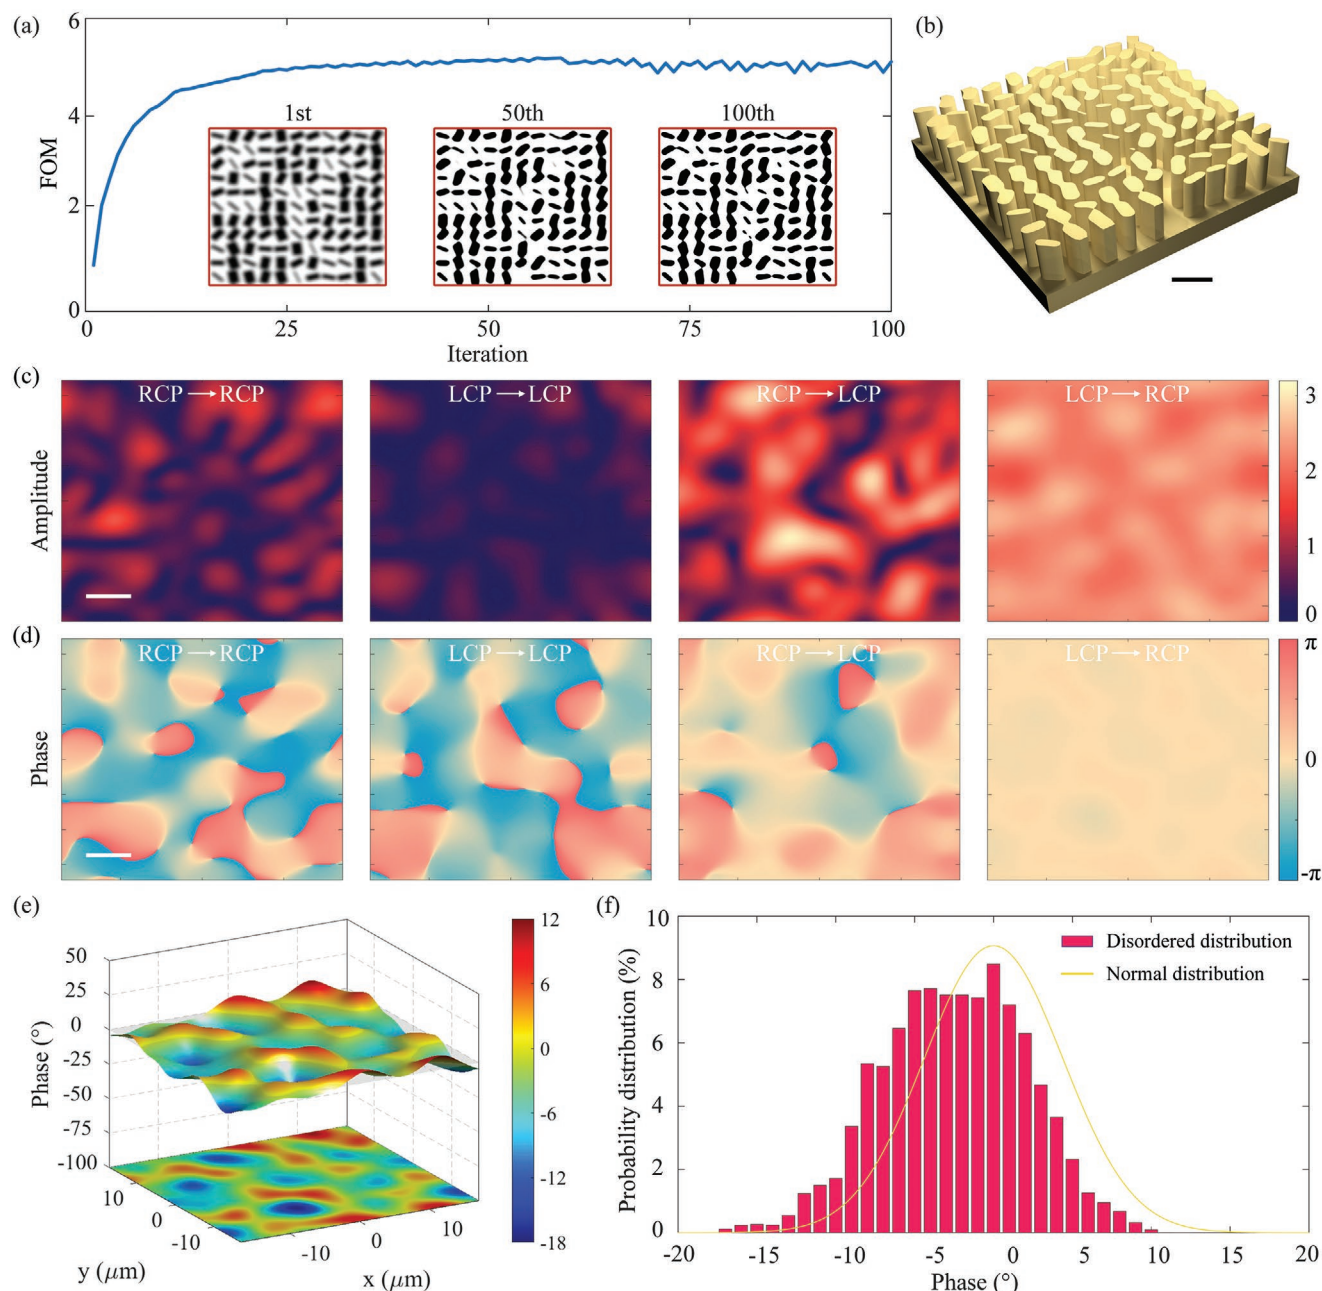 (a)
6
4
2
0
FOM
1st
50th
100th
0
25
50
75
100
Iteration
(b)
(c)
Amplitude
RCP → RCP
LCP → LCP
RCP → LCP
LCP → RCP
3
2
1
0
(d)
Phase
RCP → RCP
LCP → LCP
RCP → LCP
LCP → RCP
π
0
-π
(e)
50
25
0
-25
-50
-75
-100
Phase (°)
10
0
-10
y (μm)
-10
0
10
x (μm)
12
6
0
-6
-12
-18
(f)
10
8
6
4
2
0
Probability distribution (%)
Disordered distribution
Normal distribution
-20
-15
-10
-5
0
5
10
15
20
Phase (°)